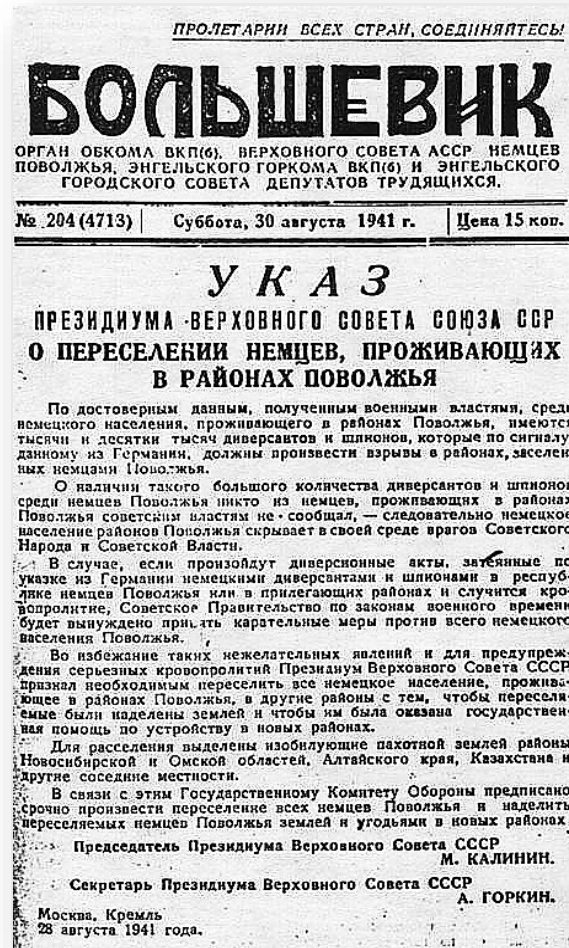 ПРОЛЕТАРИИ ВСЕХ СТРАН, СОЕДИНЯЙТЕСЬ!
БОЛЬШЕВИК
ОРГАН ОБКОМА ВКП(б), ВЕРХОВНОГО СОВЕТА АССР НЕМЦЕВ
ПОВОЛЖЬЯ, ЭНГЕЛЬСКОГО ГОРКОМА ВКП(б) И ЭНГЕЛЬСКОГО
ГОРОДСКОГО СОВЕТА ДЕПУТАТОВ ТРУДЯЩИХСЯ.
№ 204 (4713) | Суббота, 30 августа 1941 г. | Цена 15 коп.
УКАЗ
ПРЕЗИДИУМА ВЕРХОВНОГО СОВЕТА СОЮЗА ССР
О ПЕРЕСЕЛЕНИИ НЕМЦЕВ, ПРОЖИВАЮЩИХ
В РАЙОНАХ ПОВОЛЖЬЯ
По достоверным данным, полученным военными властями, среди
немецкого населения, проживающего в районах Поволжья, имеются
тысячи и десятки тысяч диверсантов и шпионов, которые по сигналу,
данному из Германии, должны произвести взрывы в районах, заселен
ных немцами Поволжья.
О наличии такого большого количества диверсантов и шпионов
среди немцев Поволжья никто из немцев, проживающих в районах
Поволжья советским властям не сообщал, — следовательно немецкое
население районов Поволжья скрывает в своей среде врагов Советского
Народа и Советской Власти.
В случае, если произойдут диверсионные акты, затеянные по
указке из Германии немецкими диверсантами и шпионами в респуб-
лике немцев Поволжья или в прилегающих районах и случится кро-
вопролитие, Советское Правительство по законам военного времени
будет вынуждено принять карательные меры против всего немецкого
населения Поволжья.
Во избежание таких нежелательных явлений и для предупреж-
дения серьезных кровопролитий Президиум Верховного Совета СССР
признал необходимым переселить все немецкое население, прожива-
ющее в районах Поволжья, в другие районы с тем, чтобы переселя-
емые были наделены землей и чтобы им была оказана государствен-
ная помощь по устройству в новых районах.
Для расселения выделены изобилующие пахотной землей районы
Новосибирской и Омской областей, Алтайского края, Казахстана и
другие соседние местности.
В связи с этим Государственному Комитету Обороны предписано
срочно произвести переселение всех немцев Поволжья и наделить
переселяемых немцев Поволжья землей и угодьями в новых районах.
Председатель Президиума Верховного Совета СССР
М. КАЛИНИН.
Секретарь Президиума Верховного Совета СССР
А. ГОРКИН.
Москва, Кремль
28 августа 1941 года.